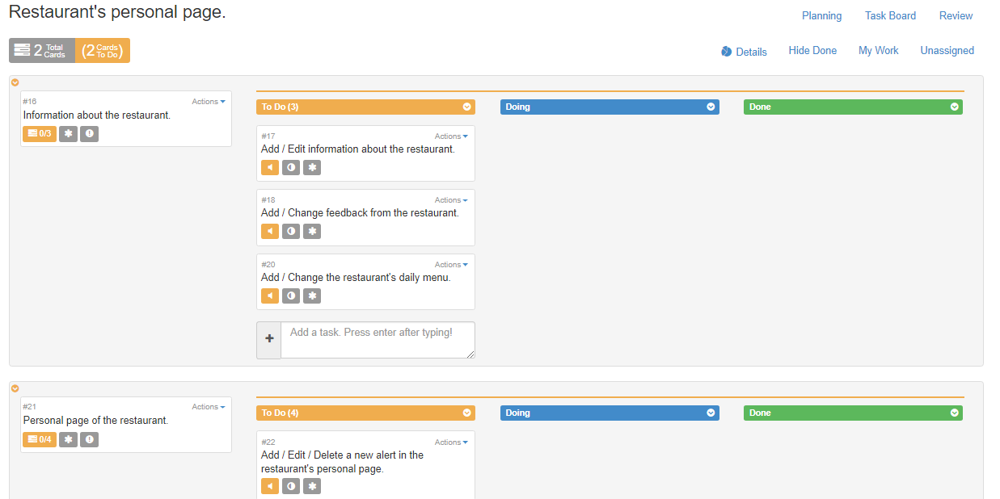 Restaurant's personal page.
Planning Task Board Review
2 Total Cards (2 Cards To Do)
Details Hide Done My Work Unassigned
#16 Actions
Information about the restaurant.
0/3
To Do (3) Doing Done
#17 Actions
Add / Edit information about the restaurant.
#18 Actions
Add / Change feedback from the restaurant.
#20 Actions
Add / Change the restaurant's daily menu.
+ Add a task. Press enter after typing!
#21 Actions
Personal page of the restaurant.
0/4
To Do (4) Doing Done
#22 Actions
Add / Edit / Delete a new alert in the
restaurant's personal page.